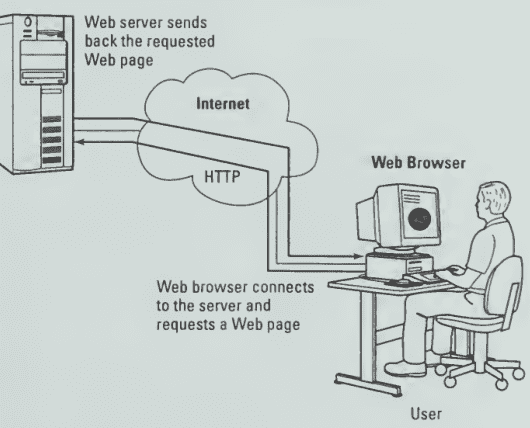 Web server sends
back the requested
Web page
Internet
HTTP
Web Browser
Web browser connects
to the server and
requests a Web page
User